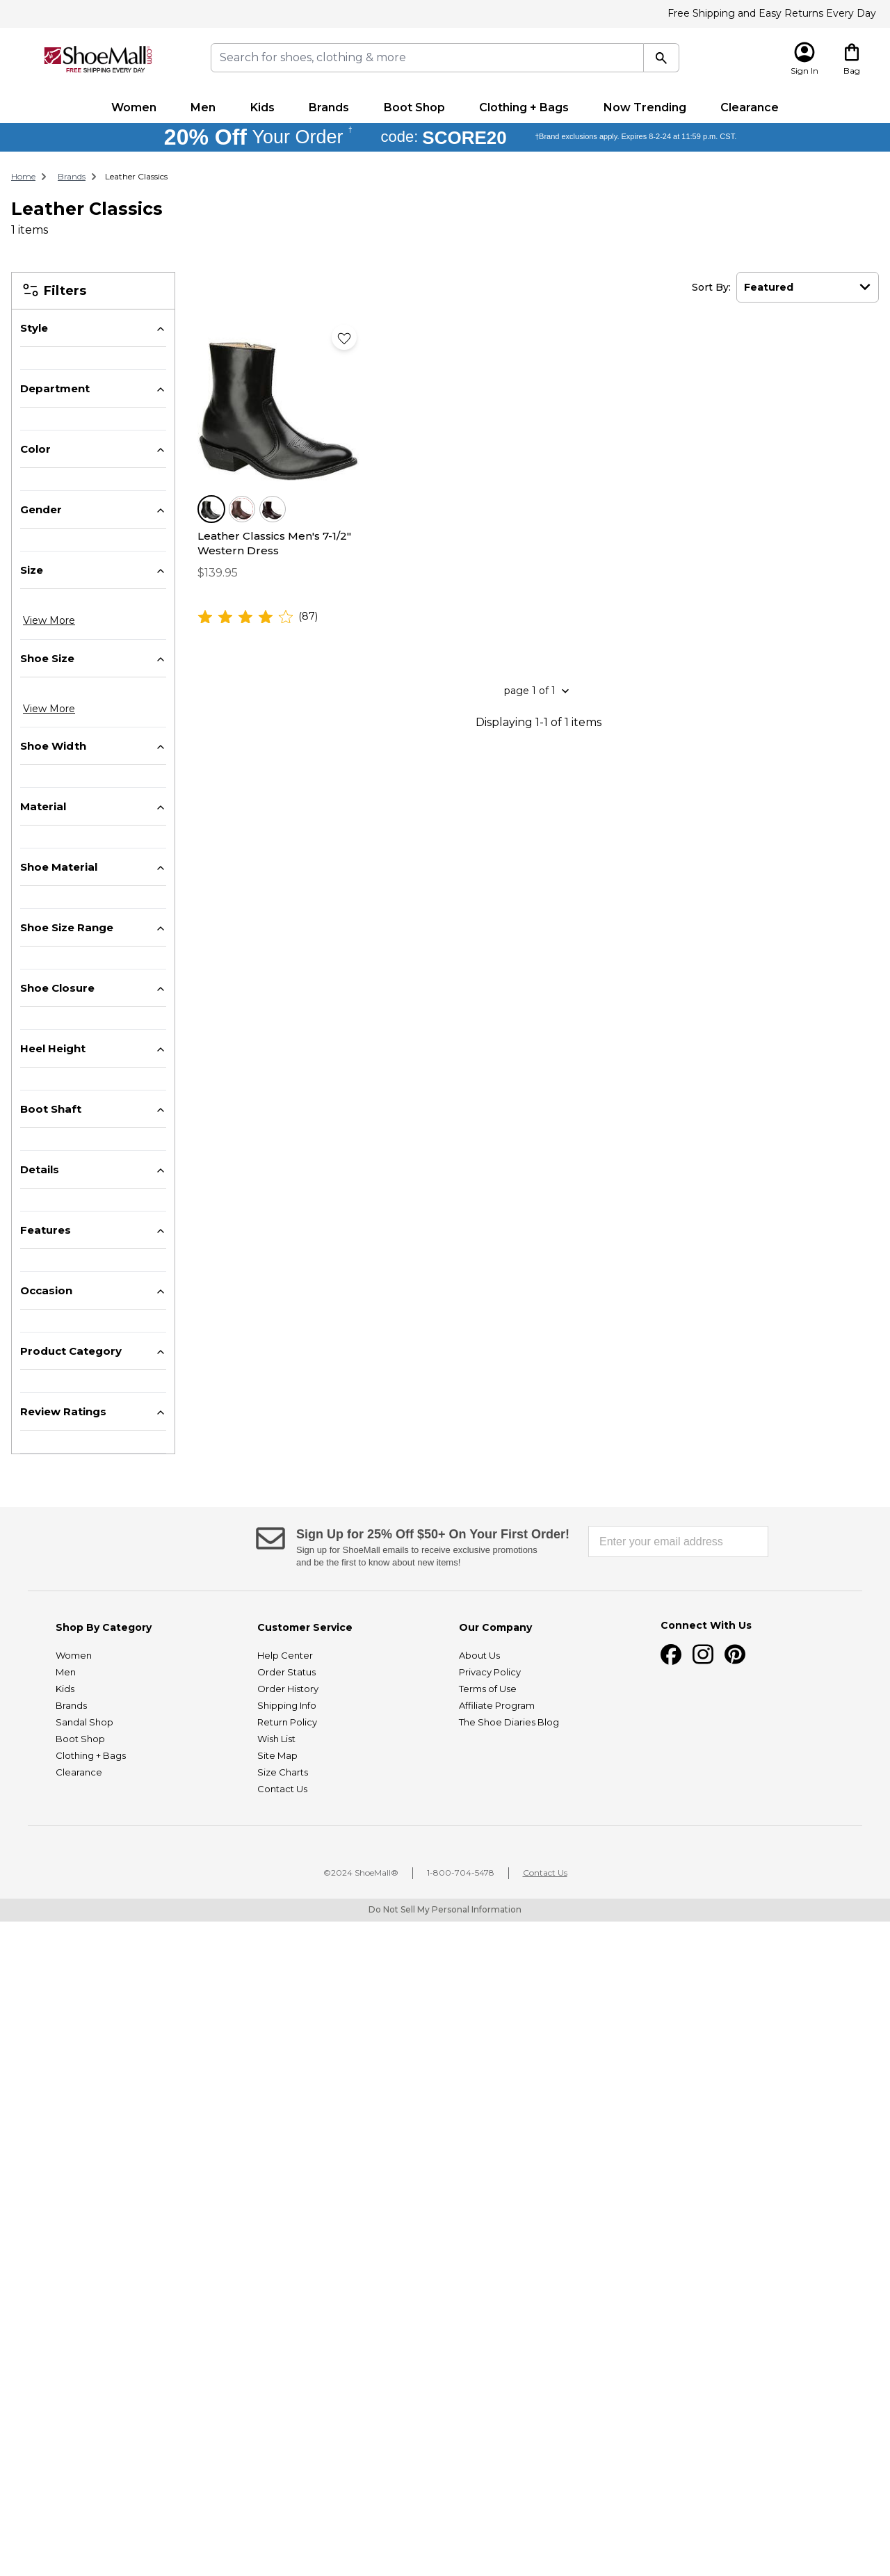 Free Shipping and Easy Returns Every Day
ShoeMall.com
FREE SHIPPING EVERY DAY
Search for shoes, clothing & more
Sign In
Bag
Women Men Kids Brands Boot Shop Clothing + Bags Now Trending Clearance
20% Off Your Order † code: SCORE20 †Brand exclusions apply. Expires 8-2-24 at 11:59 p.m. CST.
Home Brands Leather Classics
Leather Classics
1 items
Filters
Style
Department
Color
Gender
Size
View More
Shoe Size
View More
Shoe Width
Material
Shoe Material
Shoe Size Range
Shoe Closure
Heel Height
Boot Shaft
Details
Features
Occasion
Product Category
Review Ratings
Sort By: Featured
Leather Classics Men's 7-1/2"
Western Dress
$139.95
(87)
page 1 of 1
Displaying 1-1 of 1 items
Sign Up for 25% Off $50+ On Your First Order!
Sign up for ShoeMall emails to receive exclusive promotions
and be the first to know about new items!
Enter your email address
Shop By Category
Women
Men
Kids
Brands
Sandal Shop
Boot Shop
Clothing + Bags
Clearance
Customer Service
Help Center
Order Status
Order History
Shipping Info
Return Policy
Wish List
Site Map
Size Charts
Contact Us
Our Company
About Us
Privacy Policy
Terms of Use
Affiliate Program
The Shoe Diaries Blog
Connect With Us
©2024 ShoeMall® 1-800-704-5478 Contact Us
Do Not Sell My Personal Information